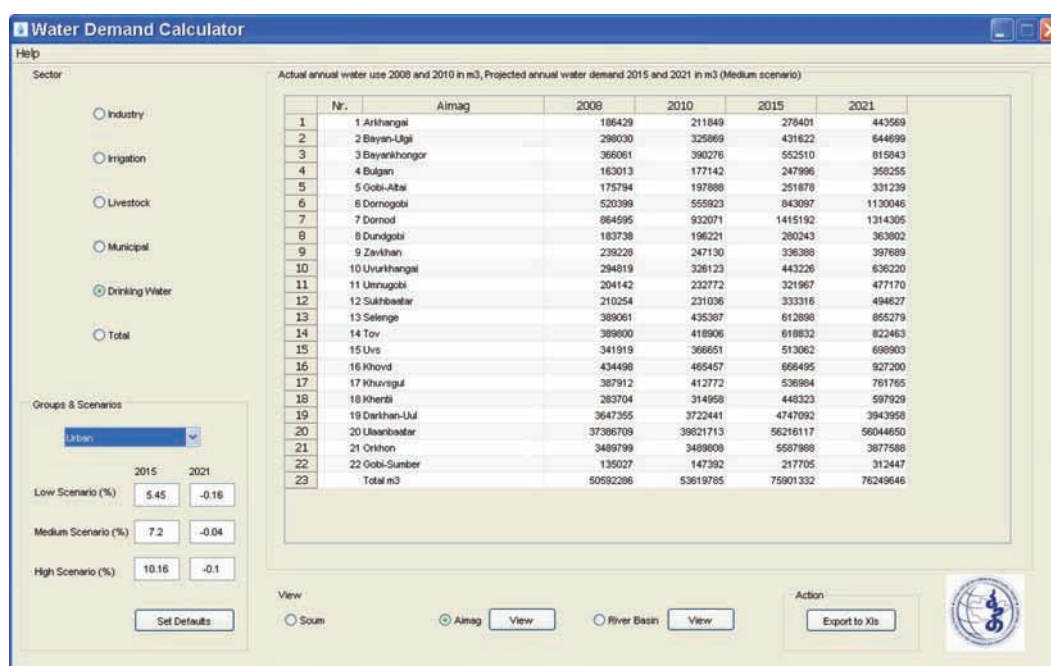 Water Demand Calculator
Help
Sector
Industry
Irrigation
Livestock
Municipal
Drinking Water
Total
Groups & Scenarios
Urban
2015 2021
Low Scenario (%) 5.45 -0.16
Medium Scenario (%) 7.2 -0.04
High Scenario (%) 10.16 -0.1
Set Defaults
Actual annual water use 2008 and 2010 in m3, Projected annual water demand 2015 and 2021 in m3 (Medium scenario)
Nr. Aimag 2008 2010 2015 2021
1 1 Arkhangai 186429 211849 278401 443569
2 2 Bayan-Ulgii 298030 325869 431622 644699
3 3 Bayankhongor 366061 390276 552510 815843
4 4 Bulgan 163013 177142 247996 358255
5 5 Gobi-Altai 175794 197888 251878 331239
6 6 Dornogobi 520399 555923 843097 1130046
7 7 Dornod 864595 932071 1415192 1314305
8 8 Dundgobi 183738 196221 280243 363802
9 9 Zavkhan 239228 247130 336388 397689
10 10 Uvurkhangai 294819 326123 443226 636220
11 11 Umnugobi 204142 232772 321967 477170
12 12 Sukhbaatar 210254 231036 333316 494627
13 13 Selenge 389061 435387 612898 855279
14 14 Tov 389800 418906 618832 822463
15 15 Uvs 341919 366651 513062 698903
16 16 Khovd 434498 465457 666495 927200
17 17 Khuvsgul 387912 412772 536984 761765
18 18 Khentii 283704 314958 448323 597929
19 19 Darkhan-Uul 3647355 3722441 4747092 3943958
20 20 Ulaanbaatar 37386709 39821713 56216117 56044650
21 21 Orkhon 3489799 3489808 5587988 3877588
22 22 Gobi-Sumber 135027 147392 217705 312447
23 Total m3 50592286 53619785 75901332 76249646
View
Soum
Aimag View
River Basin View
Action
Export to Xls